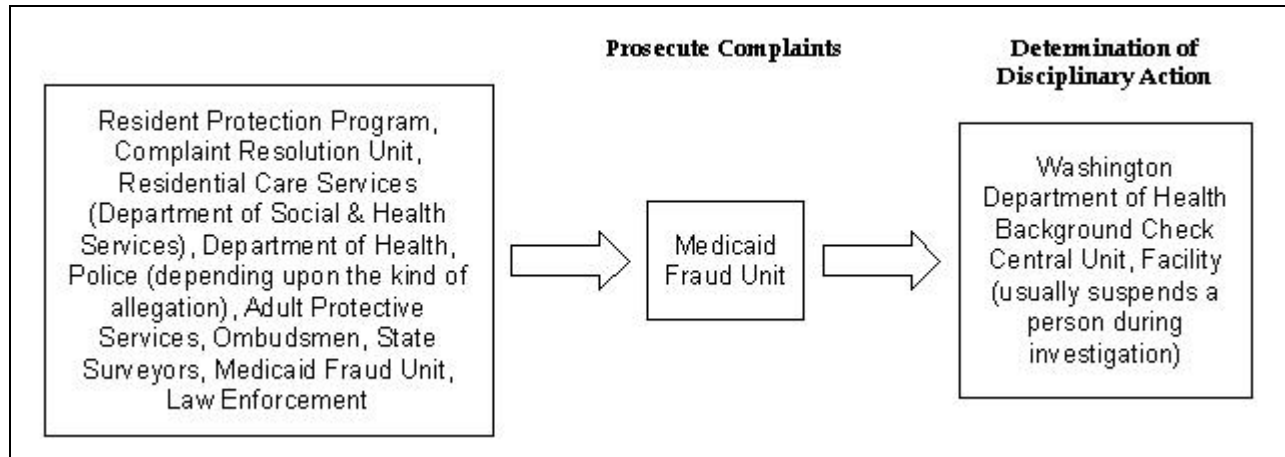 Prosecute Complaints
Determination of
Disciplinary Action
Resident Protection Program,
Complaint Resolution Unit,
Residential Care Services
(Department of Social & Health
Services), Department of Health,
Police (depending upon the kind of
allegation), Adult Protective
Services, Ombudsmen, State
Surveyors, Medicaid Fraud Unit,
Law Enforcement
Medicaid
Fraud Unit
Washington
Department of Health
Background Check
Central Unit, Facility
(usually suspends a
person during
investigation)